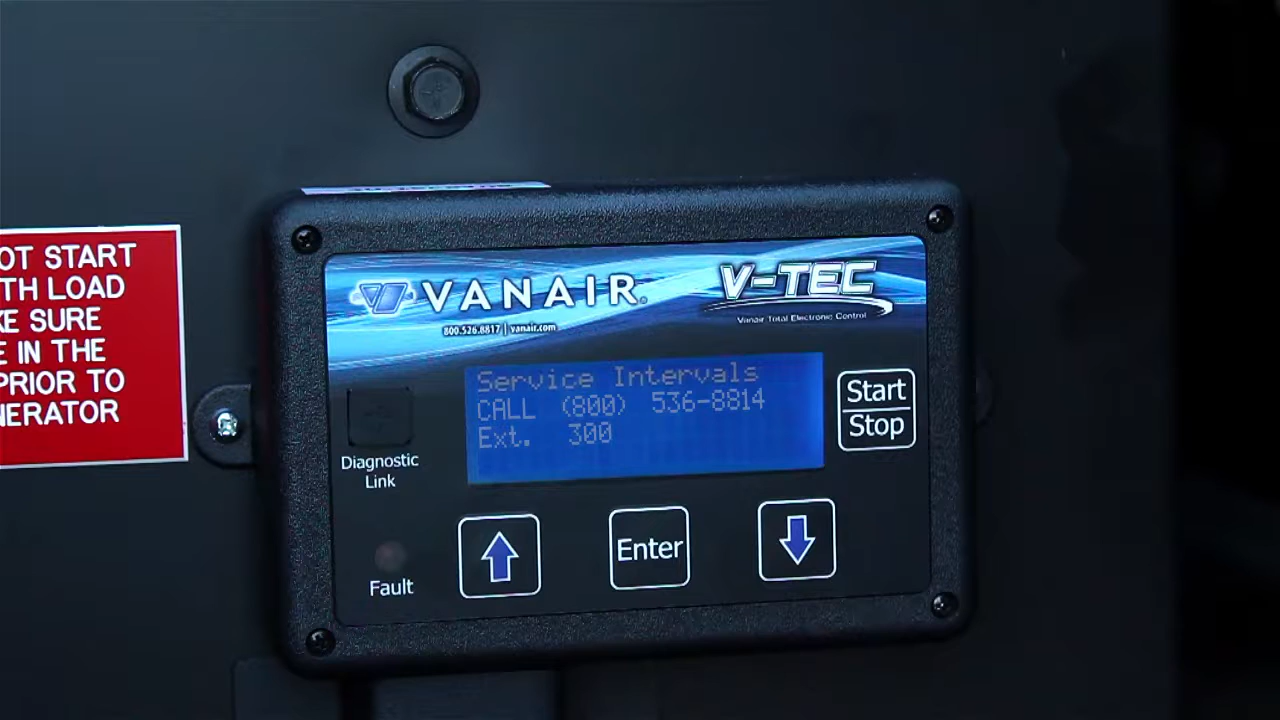 OT START
TH LOAD
KE SURE
E IN THE
PRIOR TO
NERATOR
VANAIR®
800.526.8817 | vanair.com
V-TEC
Vanair Total Electronic Control
Service Intervals
CALL (800) 536-8814
Ext. 300
Start
Stop
Diagnostic
Link
Enter
Fault